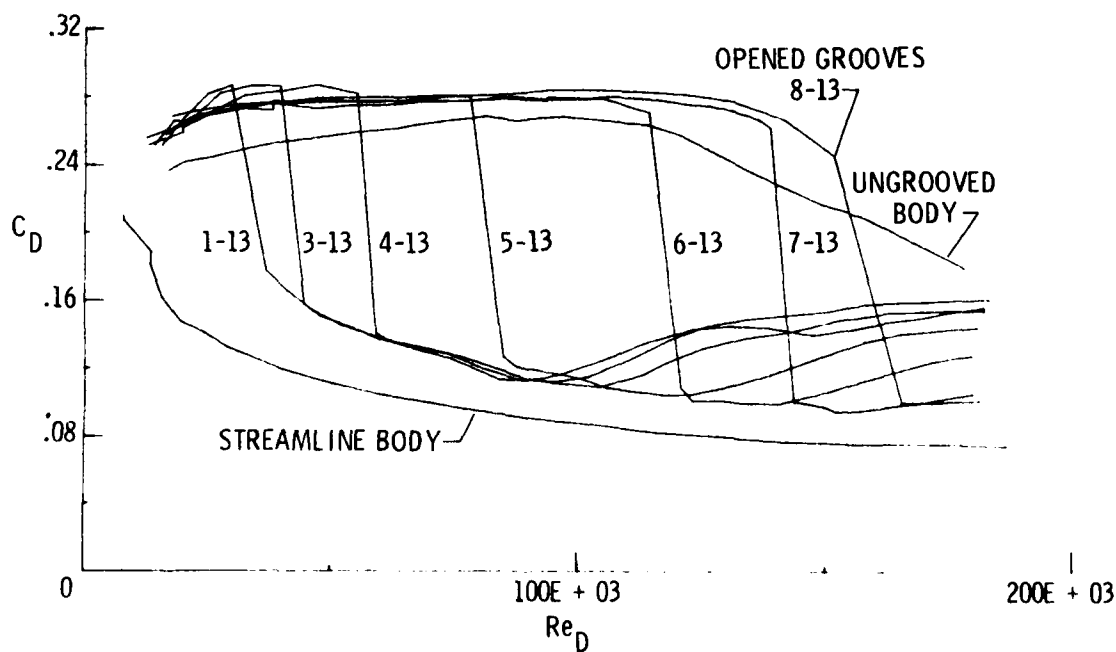 .32
OPENED GROOVES
8-13
.24
UNGROOVED
BODY
C_D
1-13 3-13 4-13 5-13 6-13 7-13
.16
.08
STREAMLINE BODY
0 100E + 03 200E + 03
Re_D